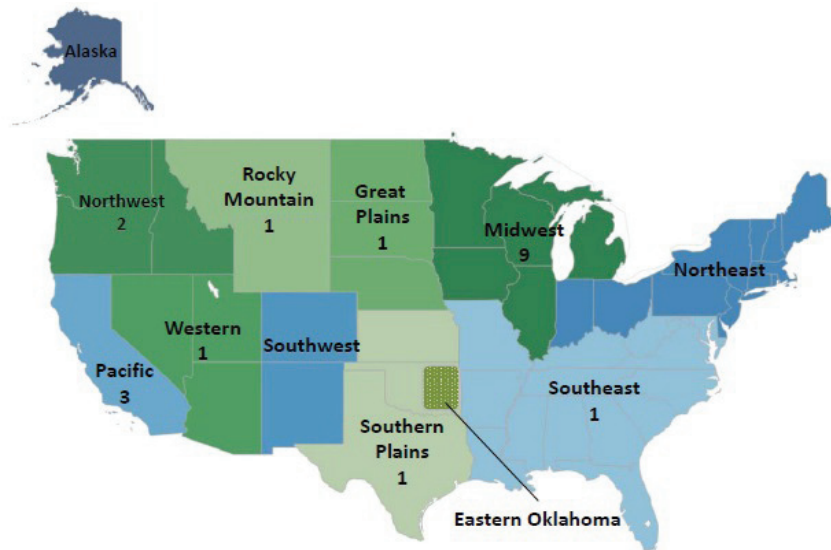 Alaska
Northwest
2
Rocky
Mountain
1
Great
Plains
1
Midwest
9
Northeast
Western
1
Southwest
Pacific
3
Southern
Plains
1
Southeast
1
Eastern Oklahoma